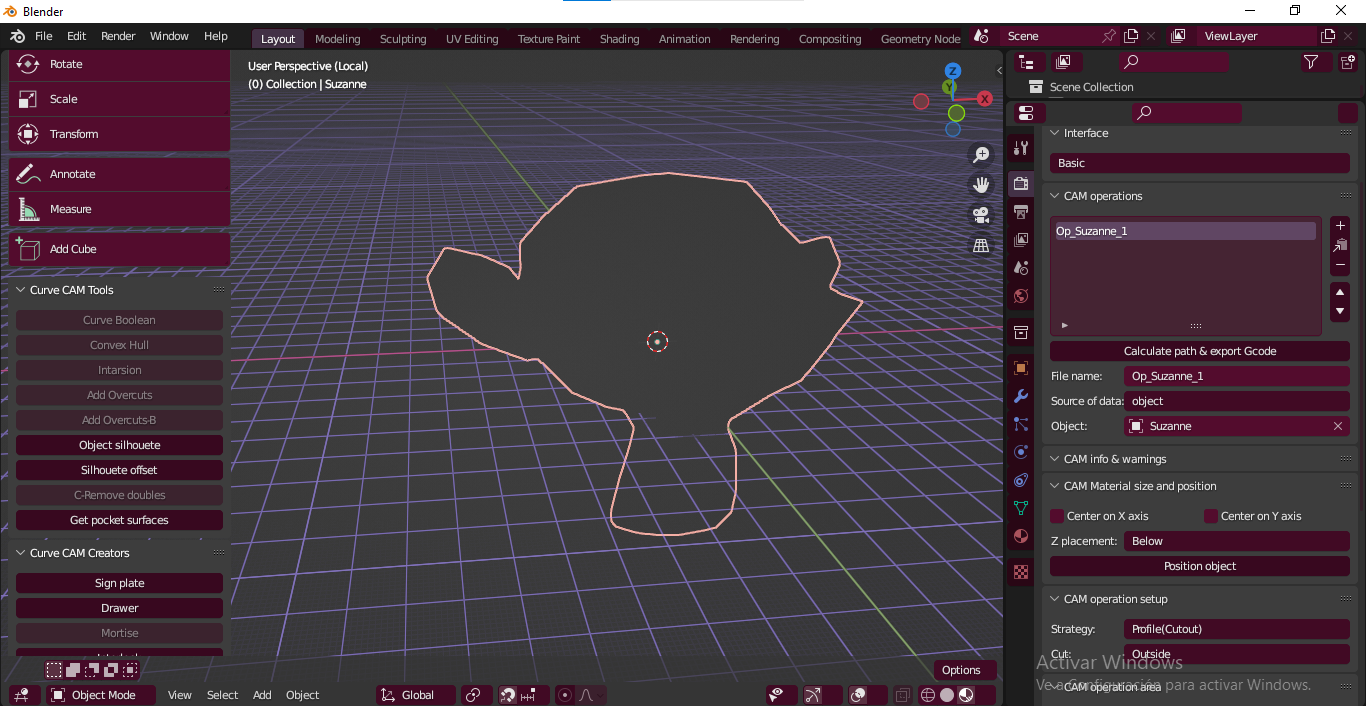 Blender
File Edit Render Window Help
Layout Modeling Sculpting UV Editing Texture Paint Shading Animation Rendering Compositing Geometry Node
Scene
ViewLayer
Rotate
Scale
Transform
Annotate
Measure
Add Cube
Curve CAM Tools
Curve Boolean
Convex Hull
Intarsion
Add Overcuts
Add Overcuts-B
Object silhouete
Silhouete offset
C-Remove doubles
Get pocket surfaces
Curve CAM Creators
Sign plate
Drawer
Mortise
User Perspective (Local)
(0) Collection | Suzanne
Z
Y
X
Options
Object Mode View Select Add Object Global
Scene Collection
Interface
Basic
CAM operations
Op_Suzanne_1
Calculate path & export Gcode
File name: Op_Suzanne_1
Source of data: object
Object: Suzanne
CAM info & warnings
CAM Material size and position
Center on X axis Center on Y axis
Z placement: Below
Position object
CAM operation setup
Strategy: Profile(Cutout)
Cut: Outside
CAM operation area
Activar Windows
Ve a Configuración para activar Windows.